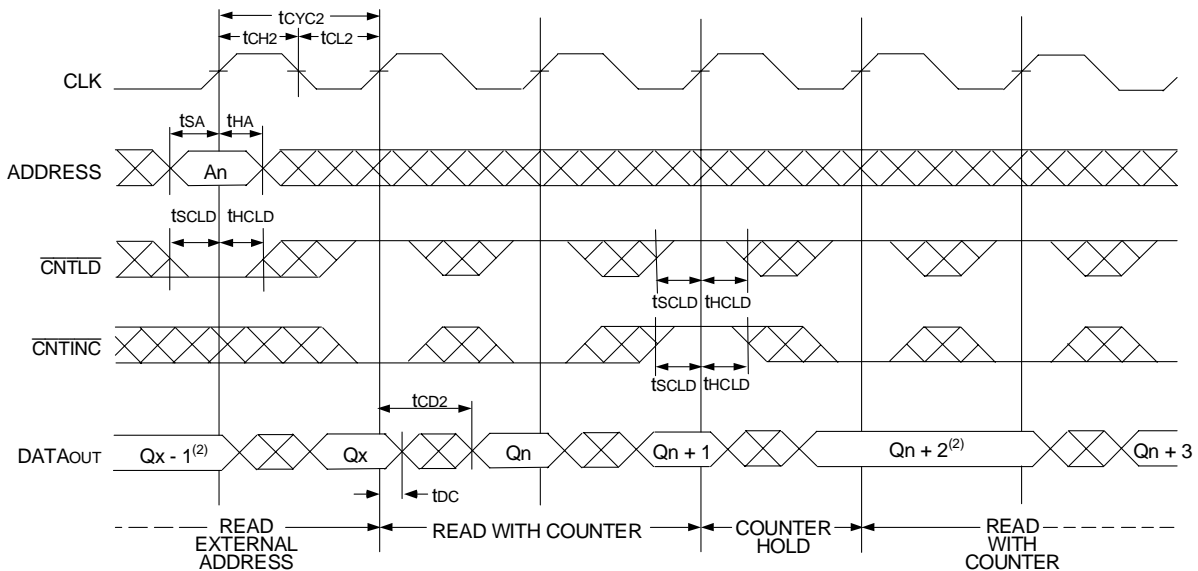 tCYC2
tCH2 tCL2
CLK
tSA tHA
ADDRESS An
tSCLD tHCLD
CNTLD
tSCLD tHCLD
CNTINC
tSCLD tHCLD
tCD2
DATAOUT Qx - 1(2) Qx Qn Qn + 1 Qn + 2(2) Qn + 3
tDC
READ EXTERNAL ADDRESS
READ WITH COUNTER
COUNTER HOLD
READ WITH COUNTER